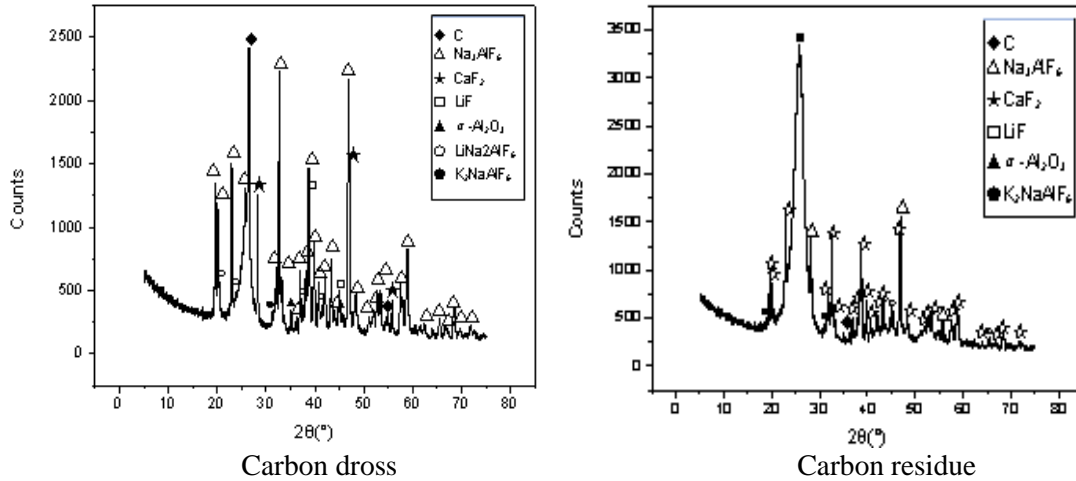 Counts
2500
2000
1500
1000
500
0
C
Na₃AlF₆
CaF₂
LiF
α-Al₂O₃
LiNa2AlF₆
K₂NaAlF₆
0 10 20 30 40 50 60 70 80
2θ(°)
Carbon dross
Counts
3500
3000
2500
2000
1500
1000
500
0
C
Na₃AlF₆
CaF₂
LiF
α-Al₂O₃
K₂NaAlF₆
0 10 20 30 40 50 60 70 80
2θ(°)
Carbon residue